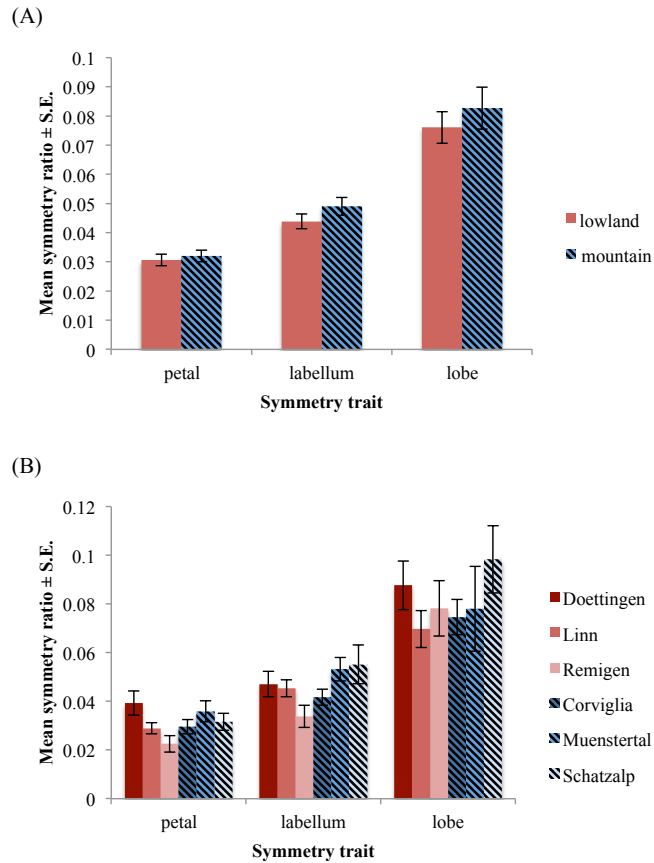 (A)
0.1
0.09
0.08
0.07
0.06
0.05
0.04
0.03
0.02
0.01
0
Mean symmetry ratio ± S.E.
petal labellum lobe
Symmetry trait
lowland
mountain
(B)
0.12
0.1
0.08
0.06
0.04
0.02
0
Mean symmetry ratio ± S.E.
petal labellum lobe
Symmetry trait
Doettingen
Linn
Remigen
Corviglia
Muenstertal
Schatzalp